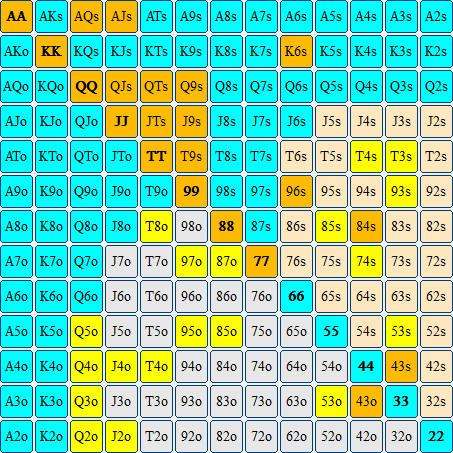 AA AKs AQs AJs ATs A9s A8s A7s A6s A5s A4s A3s A2s
AKo KK KQs KJs KTs K9s K8s K7s K6s K5s K4s K3s K2s
AQo KQo QQ QJs QTs Q9s Q8s Q7s Q6s Q5s Q4s Q3s Q2s
AJo KJo QJo JJ JTs J9s J8s J7s J6s J5s J4s J3s J2s
ATo KTo QTo JTo TT T9s T8s T7s T6s T5s T4s T3s T2s
A9o K9o Q9o J9o T9o 99 98s 97s 96s 95s 94s 93s 92s
A8o K8o Q8o J8o T8o 98o 88 87s 86s 85s 84s 83s 82s
A7o K7o Q7o J7o T7o 97o 87o 77 76s 75s 74s 73s 72s
A6o K6o Q6o J6o T6o 96o 86o 76o 66 65s 64s 63s 62s
A5o K5o Q5o J5o T5o 95o 85o 75o 65o 55 54s 53s 52s
A4o K4o Q4o J4o T4o 94o 84o 74o 64o 54o 44 43s 42s
A3o K3o Q3o J3o T3o 93o 83o 73o 63o 53o 43o 33 32s
A2o K2o Q2o J2o T2o 92o 82o 72o 62o 52o 42o 32o 22